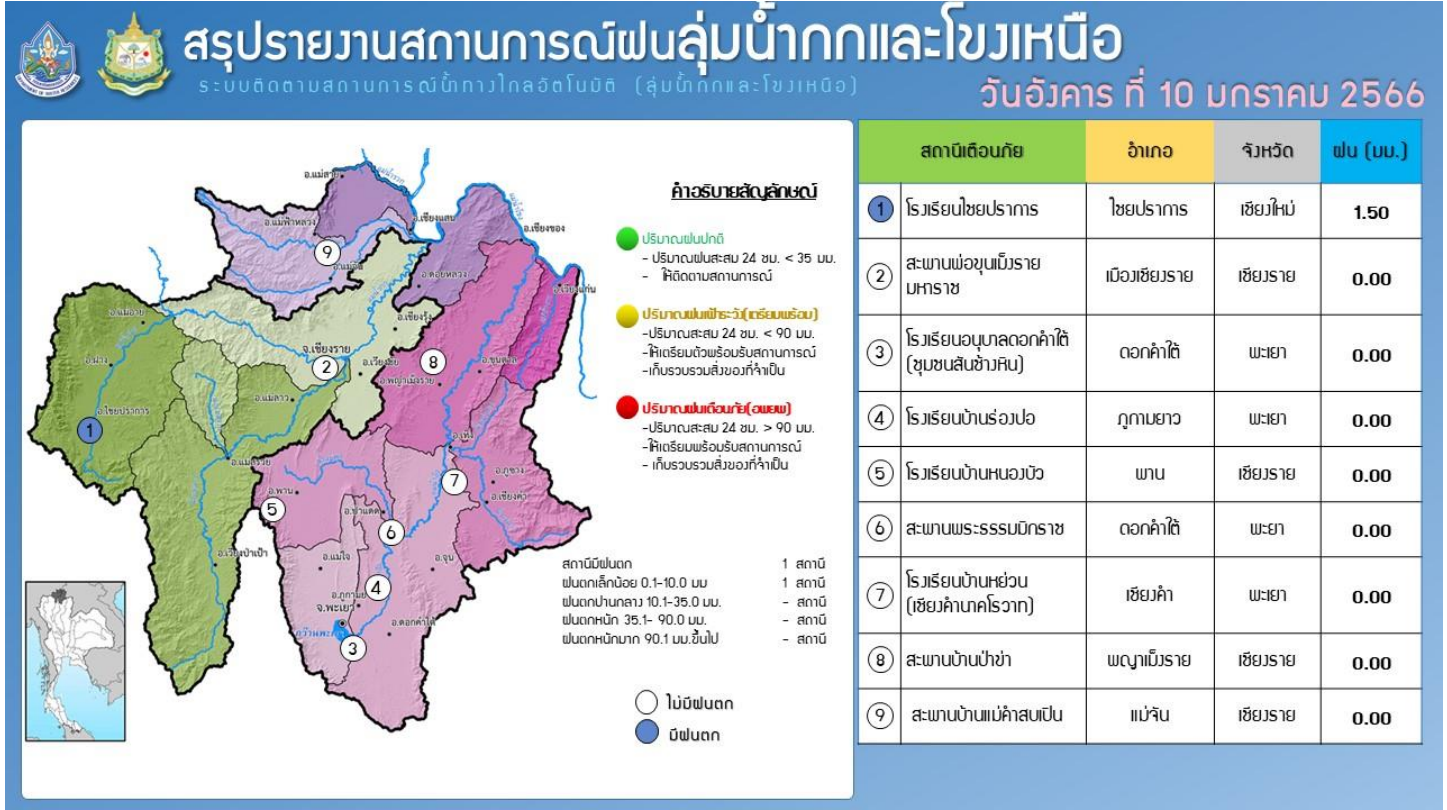 สรุปรายงานสถานการณ์ฝนลุ่มน้ำกกและโขงเหนือ
ระบบติดตามสถานการณ์น้ำทางไกลอัตโนมัติ (ลุ่มน้ำกกและโขงเหนือ)
วันอังคาร ที่ 10 มกราคม 2566
อ.แม่สาย
อ.แม่ฟ้าหลวง
อ.เชียงแสน
อ.เชียงของ
9
อ.ดอยหลวง
อ.เวียงแก่น
อ.แม่อาย
อ.เชียงรุ้ง
จ.เชียงราย
อ.ฝาง
2
8
อ.ขุนตาล
อ.พญาเม็งราย
อ.แม่ลาว
อ.ไชยปราการ
1
อ.เทิง
อ.แม่สรวย
อ.ภูซาง
7
อ.พาน
อ.เชียงคำ
5
อ.ป่าแดด
6
อ.เวียงป่าเป้า
อ.แม่ใจ
อ.จุน
4
จ.พะเยา
อ.ดอกคำใต้
3
คำอธิบายสัญลักษณ์
ปริมาณฝนปกติ
- ปริมาณฝนสะสม 24 ชม. < 35 มม.
- ให้ติดตามสถานการณ์
ปริมาณฝนเฝ้าระวัง(เตรียมพร้อม)
-ปริมาณสะสม 24 ชม. < 90 มม.
-ให้เตรียมตัวพร้อมรับสถานการณ์
-เก็บรวบรวมสิ่งของที่จำเป็น
ปริมาณฝนเตือนภัย(อพยพ)
-ปริมาณสะสม 24 ชม. > 90 มม.
-ให้เตรียมพร้อมรับสถานการณ์
- เก็บรวบรวมสิ่งของที่จำเป็น
สถานีมีฝนตก 1 สถานี
ฝนตกเล็กน้อย 0.1-10.0 มม 1 สถานี
ฝนตกปานกลาง 10.1-35.0 มม. - สถานี
ฝนตกหนัก 35.1- 90.0 มม. - สถานี
ฝนตกหนักมาก 90.1 มม.ขึ้นไป - สถานี
ไม่มีฝนตก
มีฝนตก
สถานีเตือนภัย อำเภอ จังหวัด ฝน (มม.)
1 โรงเรียนไชยปราการ ไชยปราการ เชียงใหม่ 1.50
2 สะพานพ่อขุนเม็งราย
มหาราช เมืองเชียงราย เชียงราย 0.00
3 โรงเรียนอนุบาลดอกคำใต้
(ชุมชนสันช้างหิน) ดอกคำใต้ พะเยา 0.00
4 โรงเรียนบ้านร่องปอ ภูกามยาว พะเยา 0.00
5 โรงเรียนบ้านหนองบัว พาน เชียงราย 0.00
6 สะพานพระธรรมมิกราช ดอกคำใต้ พะยา 0.00
7 โรงเรียนบ้านหย่วน
(เชียงคำนาคโรวาท) เชียงคำ พะเยา 0.00
8 สะพานบ้านป่าข่า พญาเม็งราย เชียงราย 0.00
9 สะพานบ้านแม่คำสบเปิน แม่จัน เชียงราย 0.00